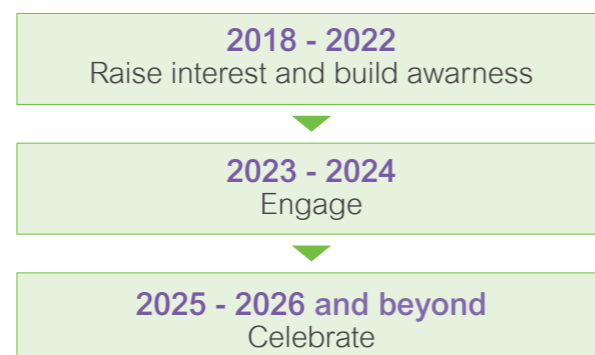 2018 - 2022
Raise interest and build awarness
2023 - 2024
Engage
2025 - 2026 and beyond
Celebrate